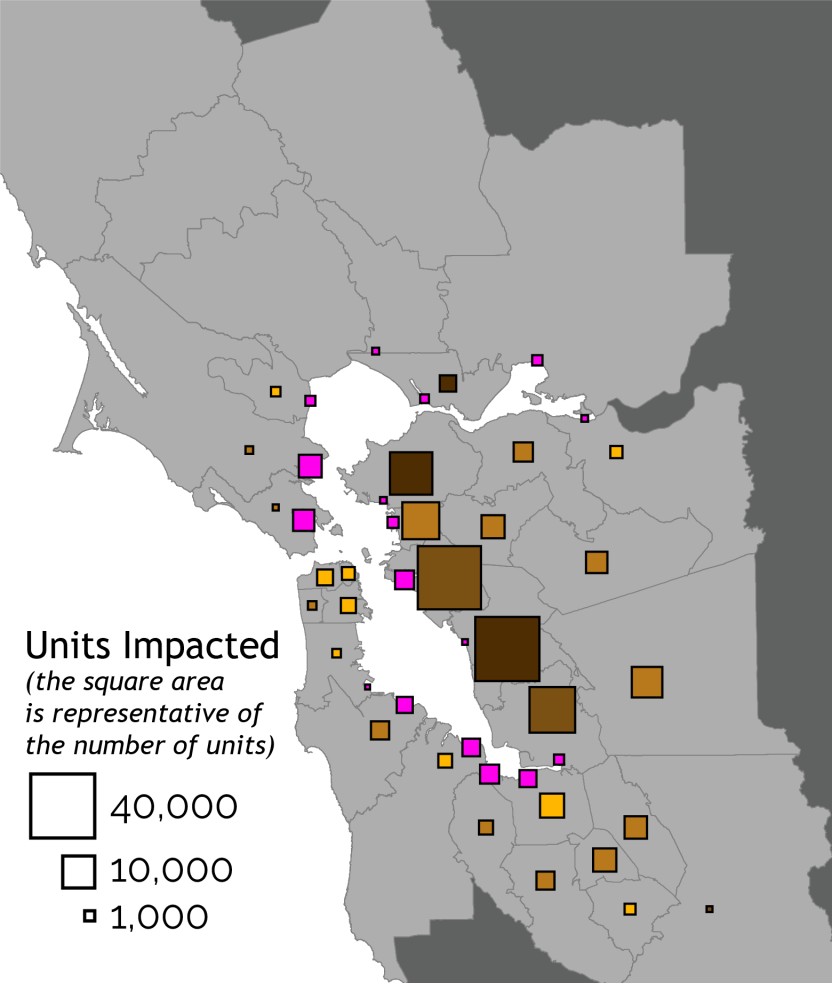 Units Impacted
(the square area
is representative of
the number of units)
40,000
10,000
1,000